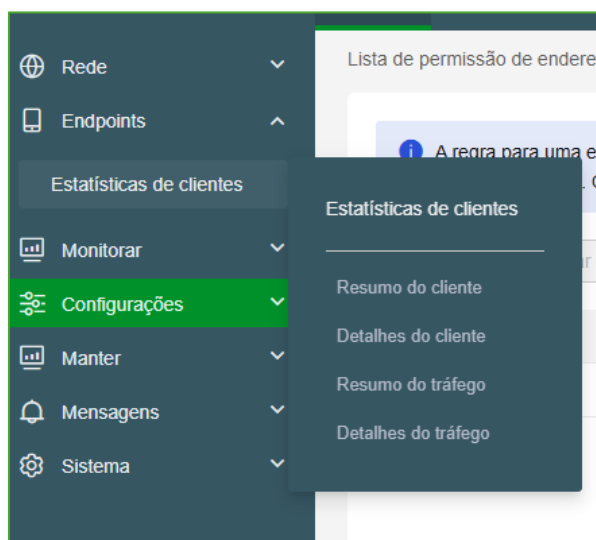 Rede
Lista de permissão de endere
Endpoints
A regra para uma e
Estatísticas de clientes
Estatísticas de clientes
Monitorar
Resumo do cliente
Configurações
Detalhes do cliente
Manter
Resumo do tráfego
Mensagens
Detalhes do tráfego
Sistema